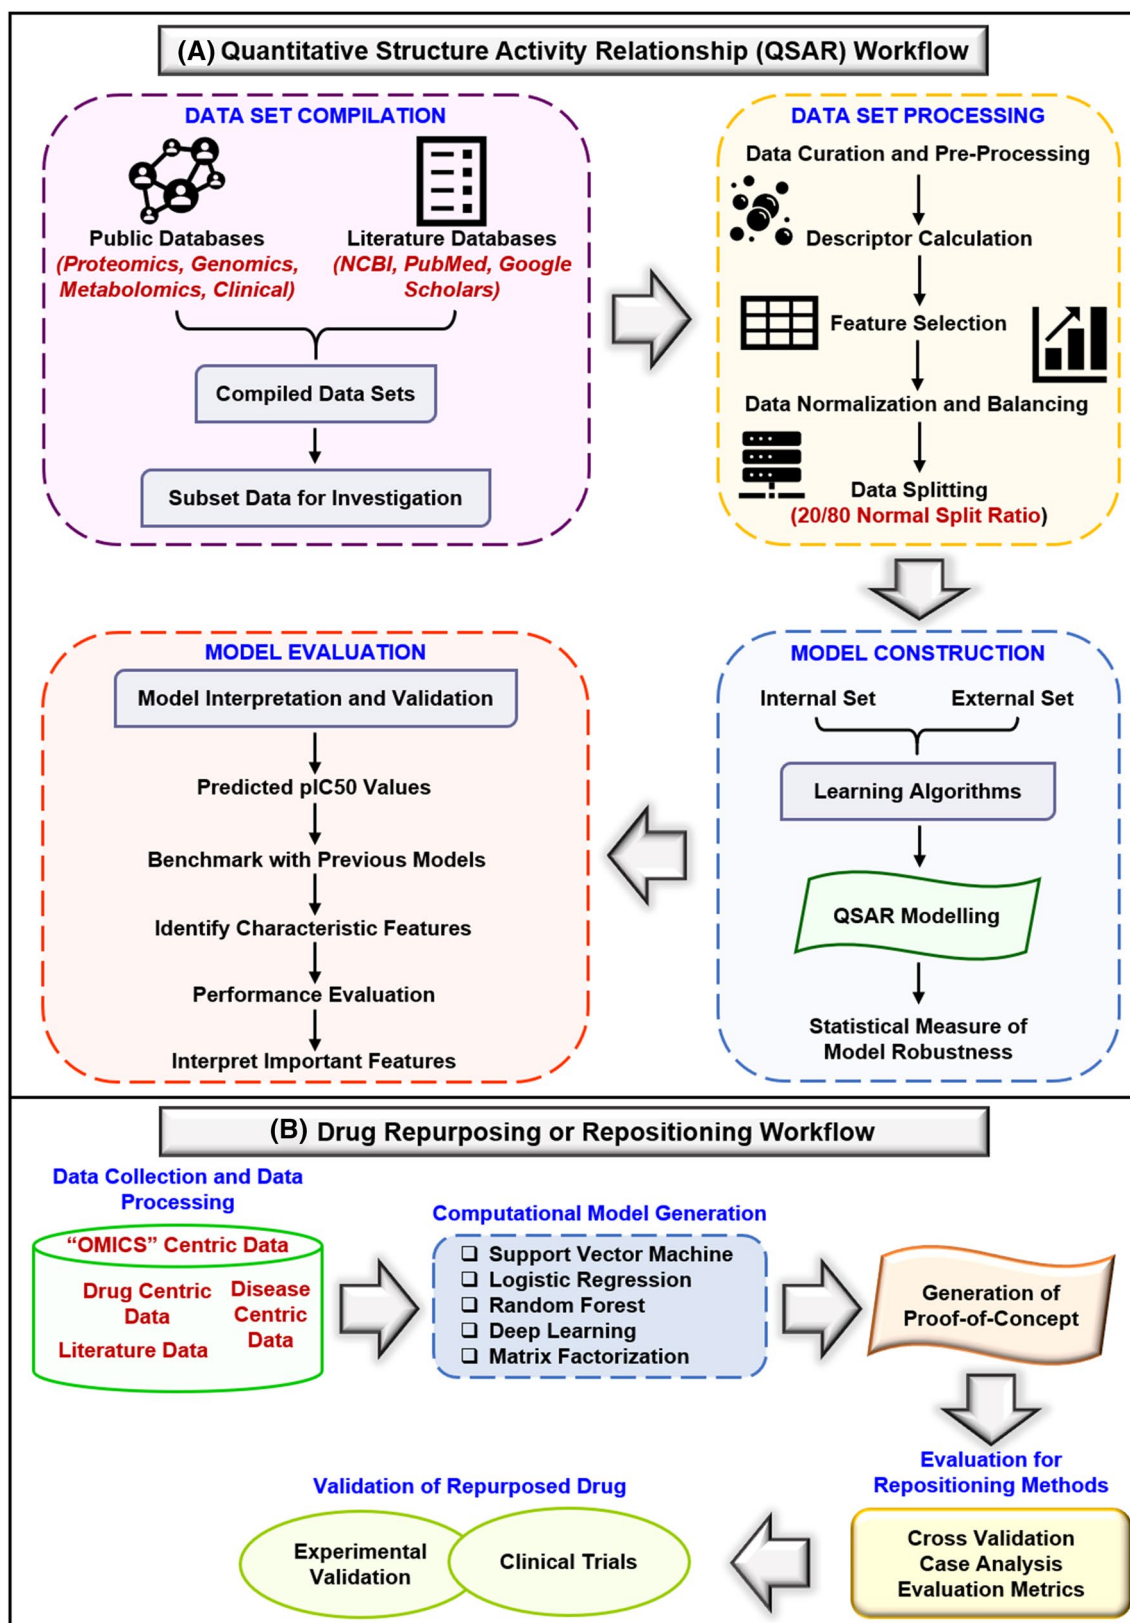 (A) Quantitative Structure Activity Relationship (QSAR) Workflow
DATA SET COMPILATION
Public Databases
(Proteomics, Genomics,
Metabolomics, Clinical)
Literature Databases
(NCBI, PubMed, Google
Scholars)
Compiled Data Sets
Subset Data for Investigation
DATA SET PROCESSING
Data Curation and Pre-Processing
Descriptor Calculation
Feature Selection
Data Normalization and Balancing
Data Splitting
(20/80 Normal Split Ratio)
MODEL CONSTRUCTION
Internal Set
External Set
Learning Algorithms
QSAR Modelling
Statistical Measure of
Model Robustness
MODEL EVALUATION
Model Interpretation and Validation
Predicted pIC50 Values
Benchmark with Previous Models
Identify Characteristic Features
Performance Evaluation
Interpret Important Features
(B) Drug Repurposing or Repositioning Workflow
Data Collection and Data
Processing
“OMICS” Centric Data
Drug Centric
Data
Disease
Centric
Data
Literature Data
Computational Model Generation
❑ Support Vector Machine
❑ Logistic Regression
❑ Random Forest
❑ Deep Learning
❑ Matrix Factorization
Generation of
Proof-of-Concept
Evaluation for
Repositioning Methods
Cross Validation
Case Analysis
Evaluation Metrics
Validation of Repurposed Drug
Experimental
Validation
Clinical Trials